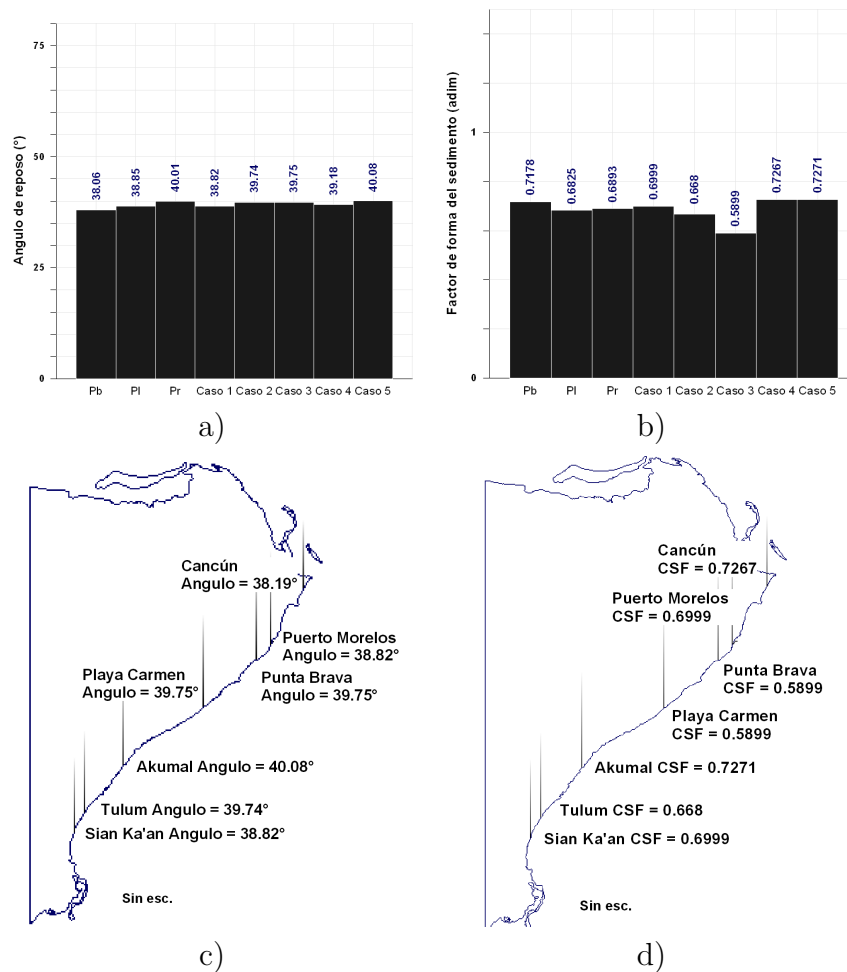 Angulo de reposo (°)
75
50
25
0
38.06
38.85
40.01
38.82
39.74
39.75
39.18
40.08
Pb Pl Pr Caso 1 Caso 2 Caso 3 Caso 4 Caso 5
a)
Factor de forma del sedimento (adim)
1
0
0.7178
0.6825
0.6893
0.6999
0.668
0.5899
0.7267
0.7271
Pb Pl Pr Caso 1 Caso 2 Caso 3 Caso 4 Caso 5
b)
Cancún
Angulo = 38.19°
Puerto Morelos
Angulo = 38.82°
Punta Brava
Angulo = 39.75°
Playa Carmen
Angulo = 39.75°
Akumal Angulo = 40.08°
Tulum Angulo = 39.74°
Sian Ka'an Angulo = 38.82°
Sin esc.
c)
Cancún
CSF = 0.7267
Puerto Morelos
CSF = 0.6999
Punta Brava
CSF = 0.5899
Playa Carmen
CSF = 0.5899
Akumal CSF = 0.7271
Tulum CSF = 0.668
Sian Ka'an CSF = 0.6999
Sin esc.
d)